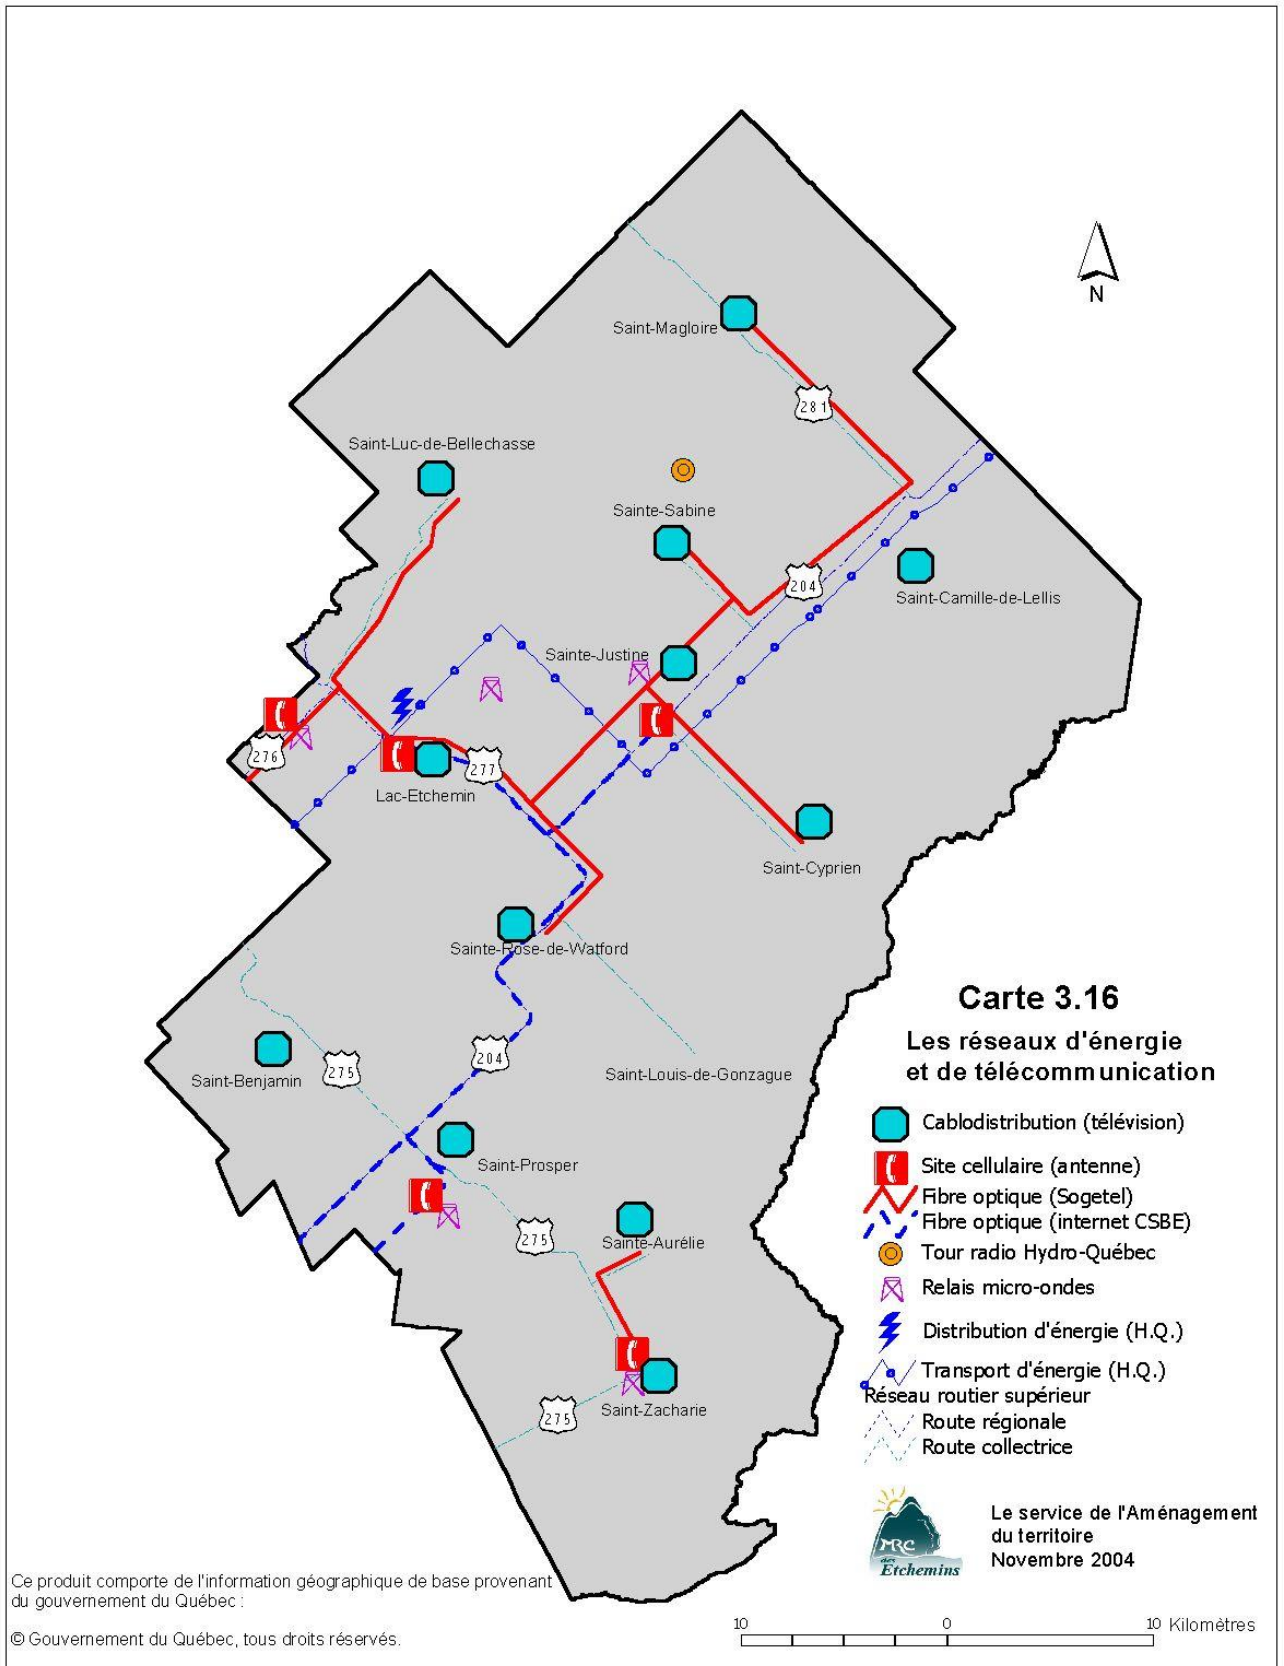 N
Saint-Magloire
281
Saint-Luc-de-Bellechasse
Sainte-Sabine
204
Saint-Camille-de-Lellis
Sainte-Justine
276
277
Lac-Etchemin
Saint-Cyprien
Sainte-Rose-de-Watford
204
Saint-Benjamin
275
Saint-Louis-de-Gonzague
Saint-Prosper
275
Sainte-Aurélie
275
Saint-Zacharie
Carte 3.16
Les réseaux d'énergie
et de télécommunication
Cablodistribution (télévision)
Site cellulaire (antenne)
Fibre optique (Sogetel)
Fibre optique (internet CSBE)
Tour radio Hydro-Québec
Relais micro-ondes
Distribution d'énergie (H.Q.)
Transport d'énergie (H.Q.)
Réseau routier supérieur
Route régionale
Route collectrice
MRC
des
Etchemins
Le service de l'Aménagement
du territoire
Novembre 2004
Ce produit comporte de l'information géographique de base provenant
du gouvernement du Québec :
© Gouvernement du Québec, tous droits réservés.
10 0 10 Kilomètres